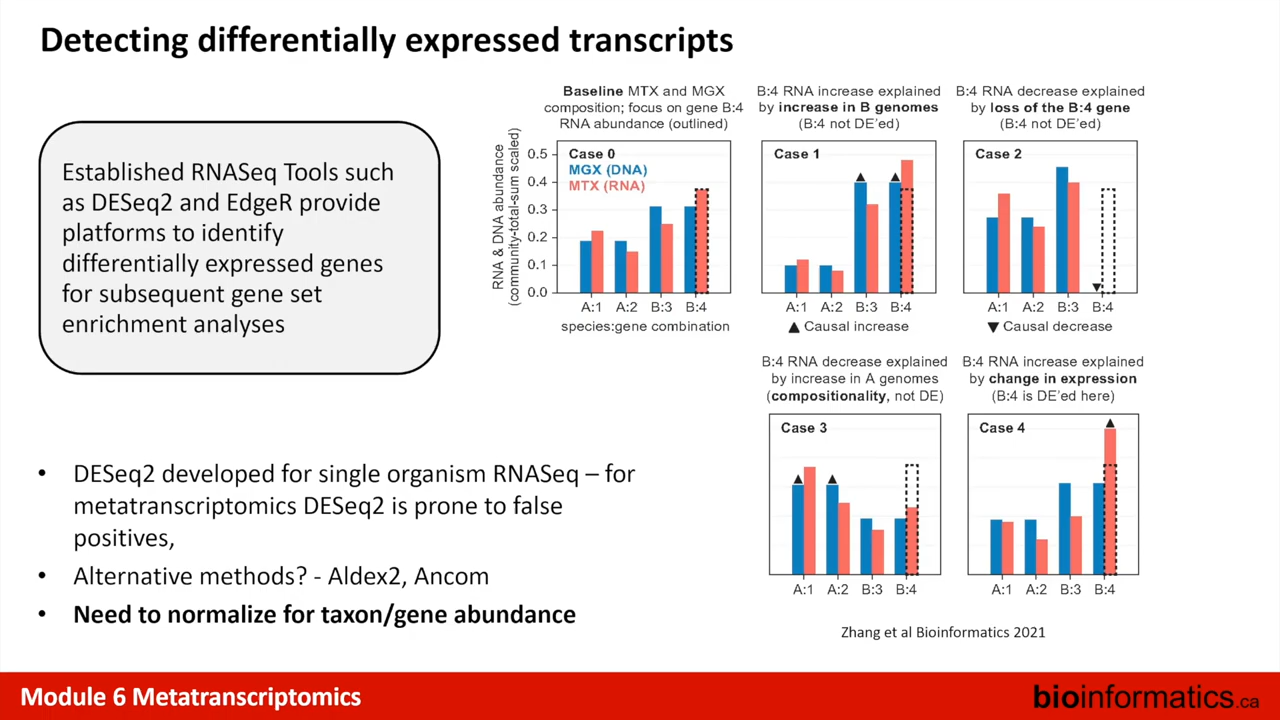 Detecting differentially expressed transcripts
Established RNASeq Tools such
as DESeq2 and EdgeR provide
platforms to identify
differentially expressed genes
for subsequent gene set
enrichment analyses
Baseline MTX and MGX
composition; focus on gene B:4
RNA abundance (outlined)
RNA & DNA abundance
(community-total-sum scaled)
0.5
0.4
0.3
0.2
0.1
0.0
Case 0
MGX (DNA)
MTX (RNA)
A:1 A:2 B:3 B:4
species:gene combination
B:4 RNA increase explained
by increase in B genomes
(B:4 not DE'ed)
Case 1
A:1 A:2 B:3 B:4
▲ Causal increase
B:4 RNA decrease explained
by loss of the B:4 gene
(B:4 not DE'ed)
Case 2
A:1 A:2 B:3 B:4
▼ Causal decrease
B:4 RNA decrease explained
by increase in A genomes
(compositionality, not DE)
Case 3
A:1 A:2 B:3 B:4
B:4 RNA increase explained
by change in expression
(B:4 is DE'ed here)
Case 4
A:1 A:2 B:3 B:4
• DESeq2 developed for single organism RNASeq – for
metatranscriptomics DESeq2 is prone to false
positives,
• Alternative methods? - Aldex2, Ancom
• Need to normalize for taxon/gene abundance
Zhang et al Bioinformatics 2021
Module 6 Metatranscriptomics
bioinformatics.ca